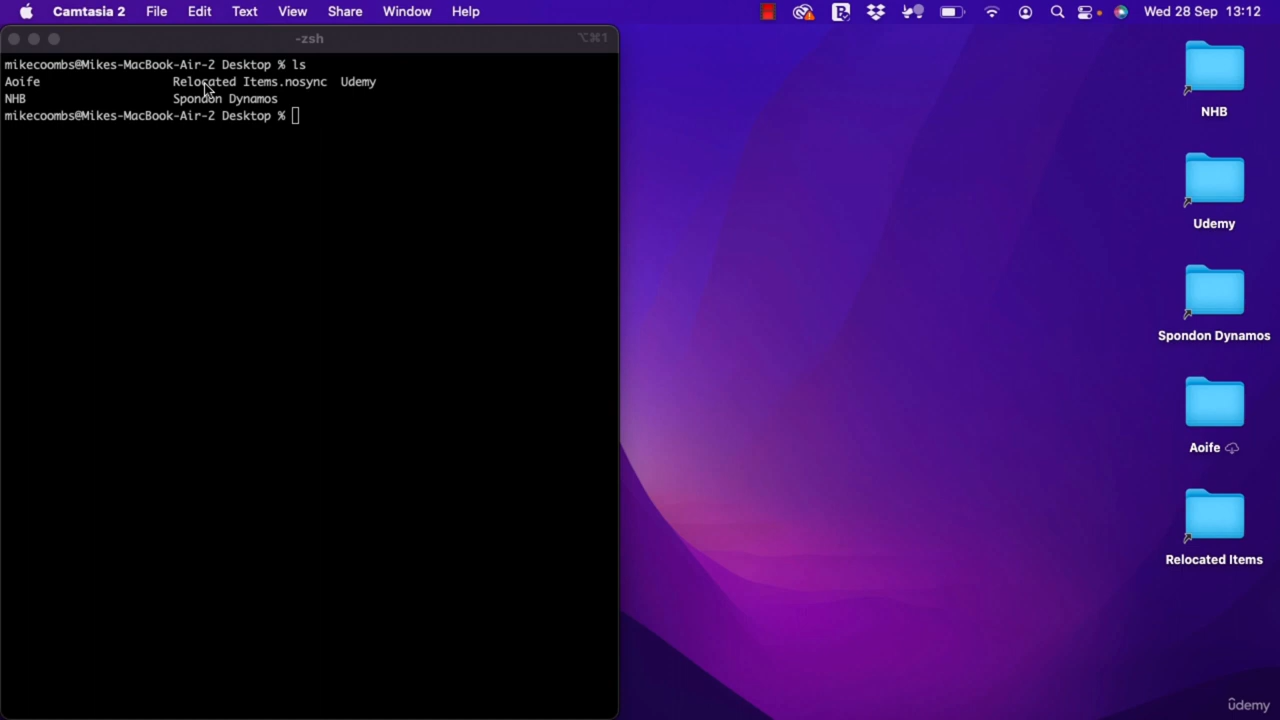 Camtasia 2 File Edit Text View Share Window Help Wed 28 Sep 13:12
-zsh ⌥⌘1
mikecoombs@Mikes-MacBook-Air-2 Desktop % ls
Aoife Relocated Items.nosync Udemy
NHB Spondon Dynamos
mikecoombs@Mikes-MacBook-Air-2 Desktop %
NHB
Udemy
Spondon Dynamos
Aoife
Relocated Items
ûdemy